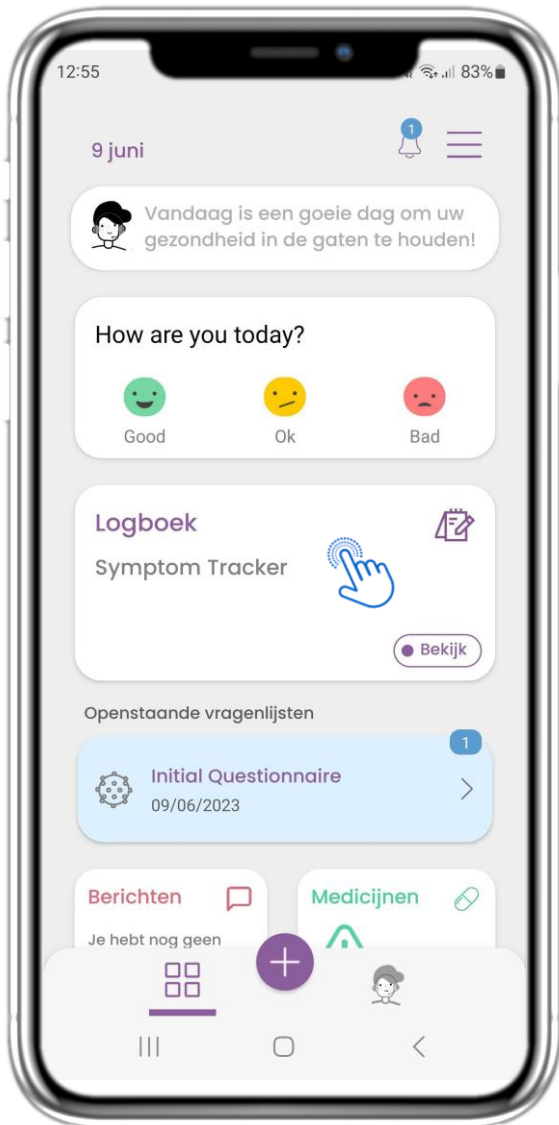 12:55
83%
9 juni
1
Vandaag is een goeie dag om uw
gezondheid in de gaten te houden!
How are you today?
Good
Ok
Bad
Logboek
Symptom Tracker
Bekijk
Openstaande vragenlijsten
1
Initial Questionnaire
09/06/2023
Berichten
Medicijnen
Je hebt nog geen